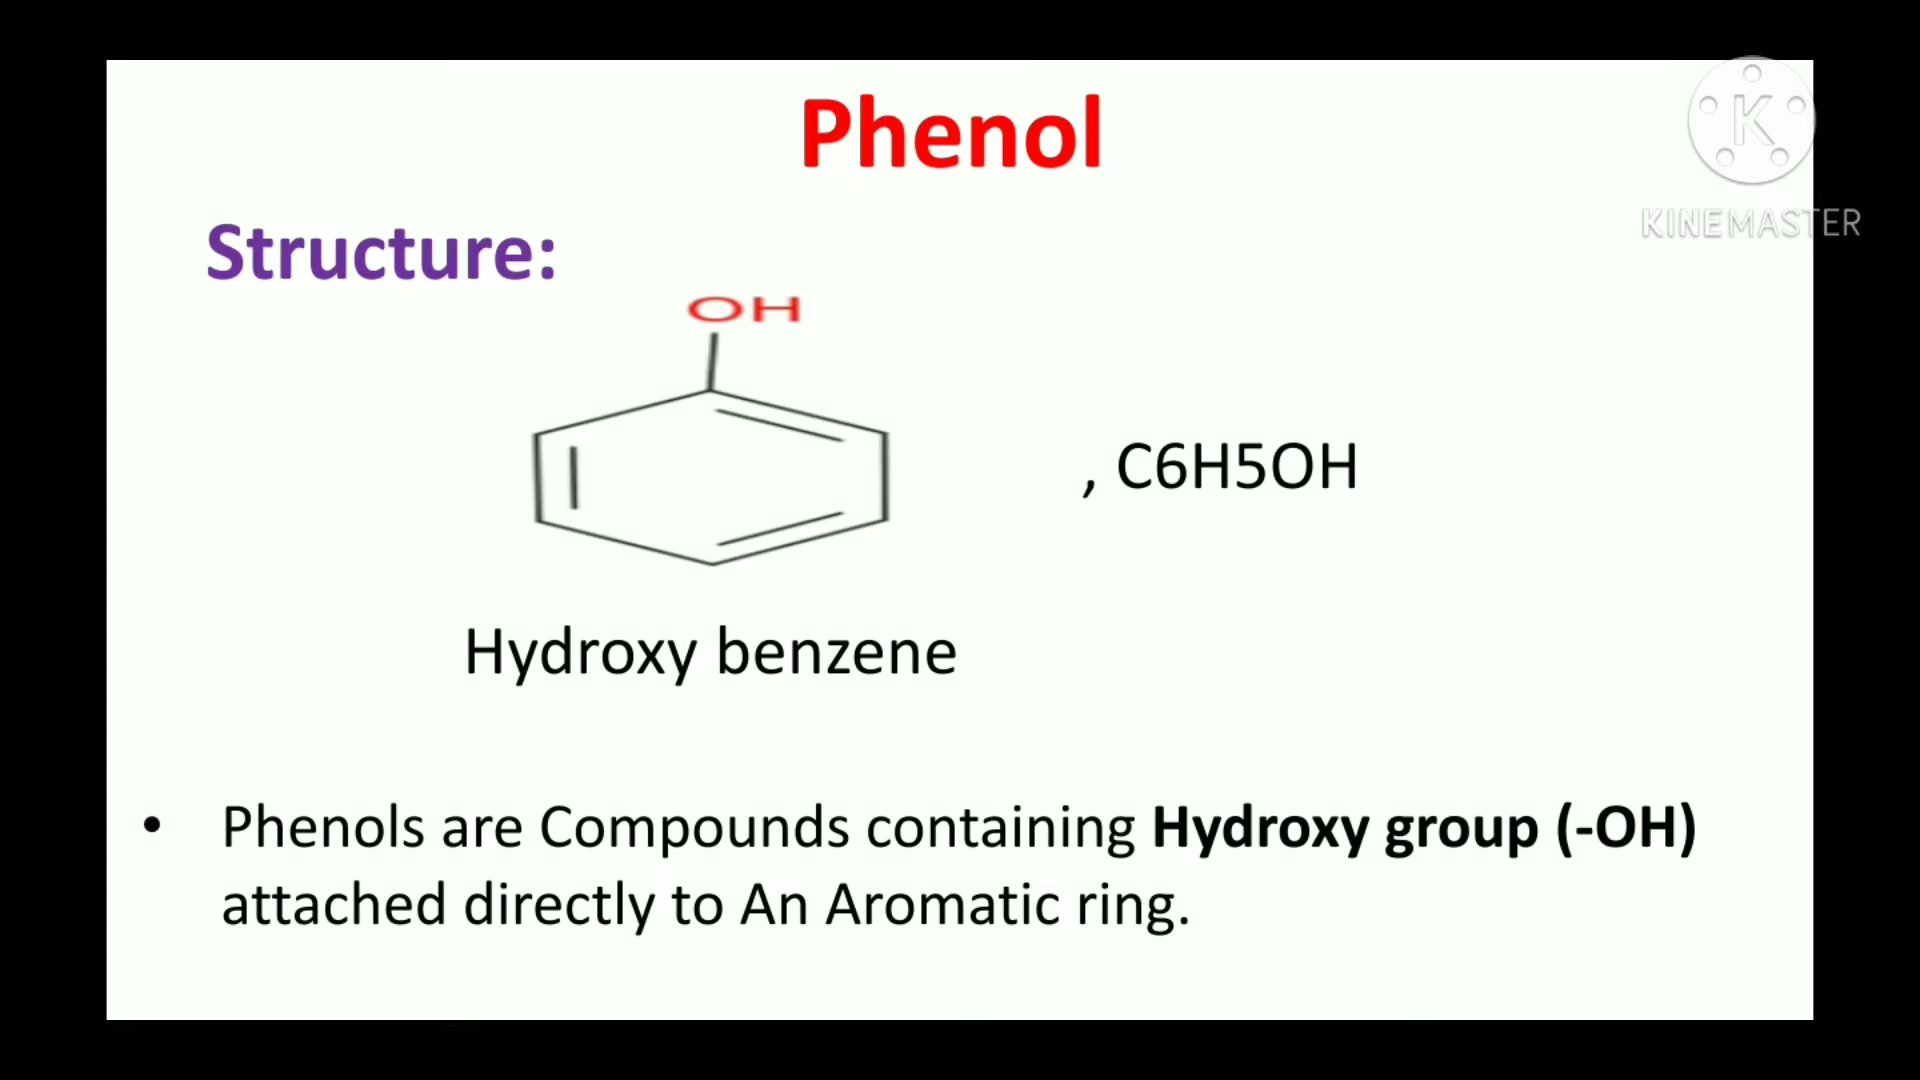 Phenol
K
KINEMASTER
Structure:
OH
, C6H5OH
Hydroxy benzene
• Phenols are Compounds containing Hydroxy group (-OH)
attached directly to An Aromatic ring.